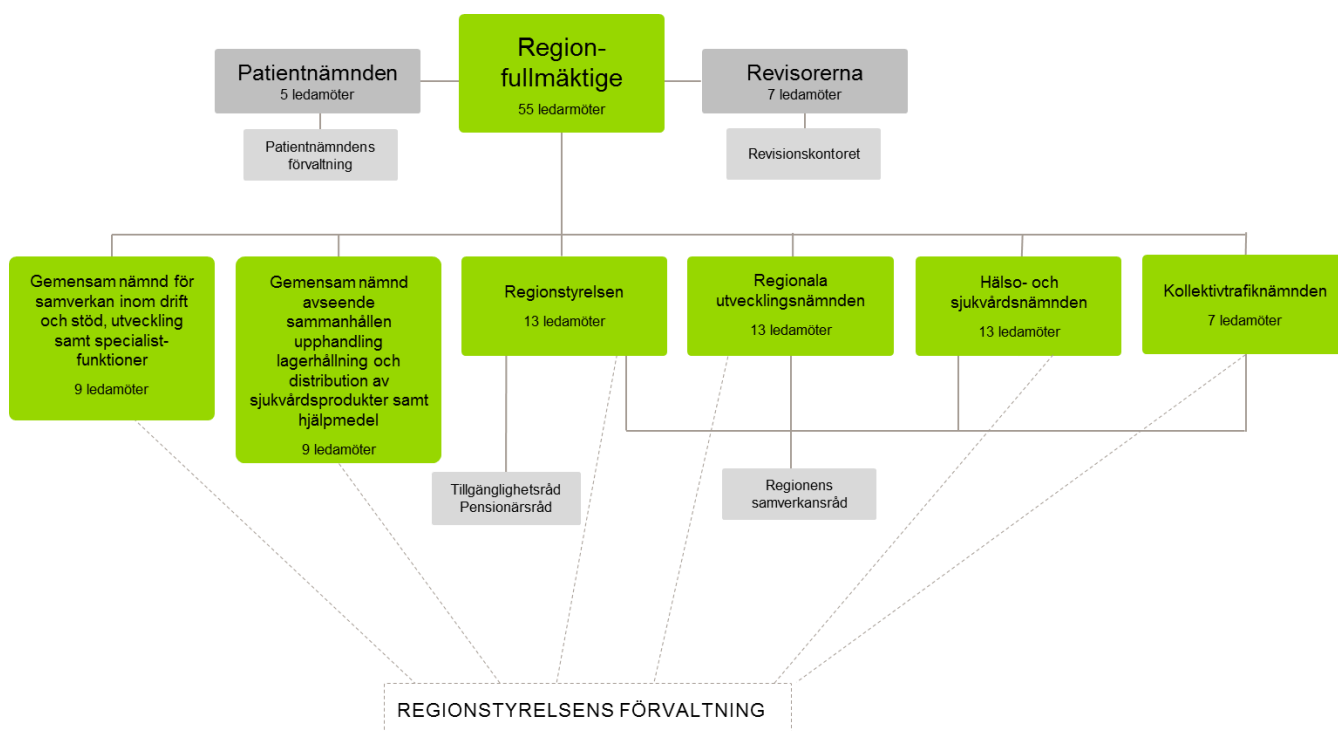 Region-
fullmäktige
55 ledarmöter
Patientnämnden
5 ledamöter
Revisorerna
7 ledamöter
Patientnämndens
förvaltning
Revisionskontoret
Gemensam nämnd för
samverkan inom drift
och stöd, utveckling
samt specialist-
funktioner
9 ledamöter
Gemensam nämnd
avseende
sammanhållen
upphandling
lagerhållning och
distribution av
sjukvårdsprodukter samt
hjälpmedel
9 ledamöter
Regionstyrelsen
13 ledamöter
Regionala
utvecklingsnämnden
13 ledamöter
Hälso- och
sjukvårdsnämnden
13 ledamöter
Kollektivtrafiknämnden
7 ledamöter
Tillgänglighetsråd
Pensionärsråd
Regionens
samverkansråd
REGIONSTYRELSENS FÖRVALTNING